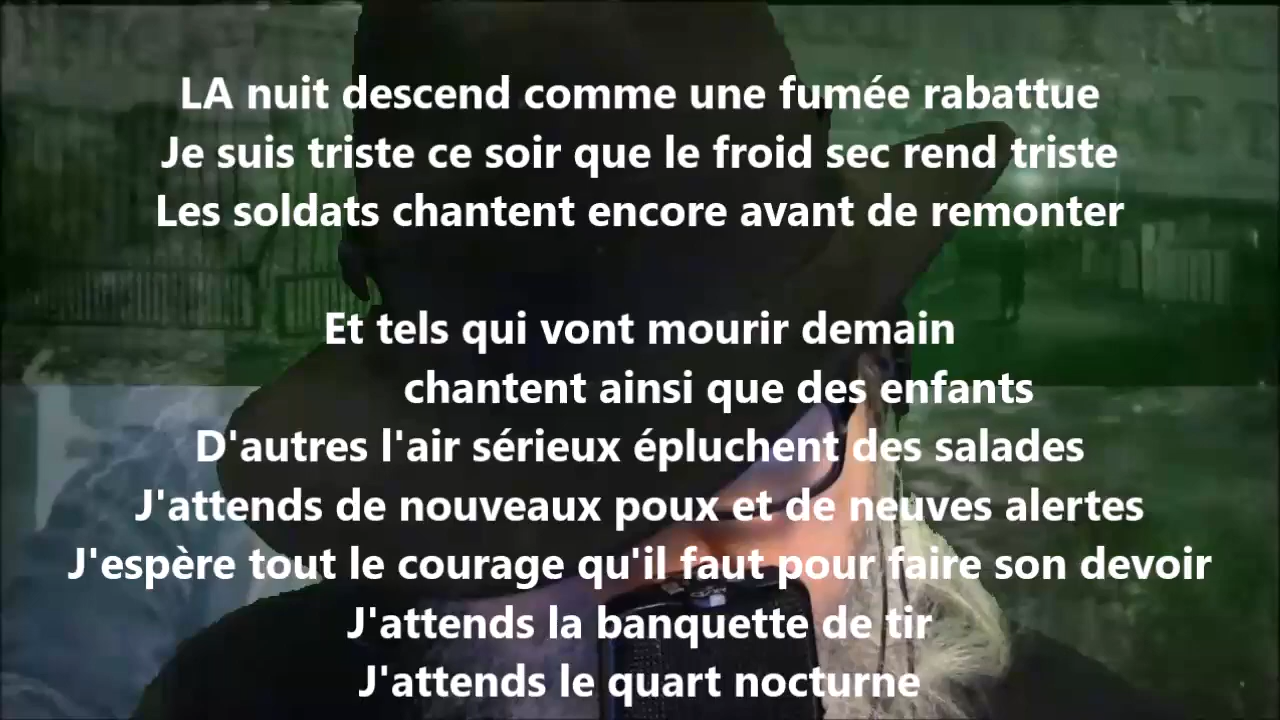 LA nuit descend comme une fumée rabattue
Je suis triste ce soir que le froid sec rend triste
Les soldats chantent encore avant de remonter
Et tels qui vont mourir demain
chantent ainsi que des enfants
D'autres l'air sérieux épluchent des salades
J'attends de nouveaux poux et de neuves alertes
J'espère tout le courage qu'il faut pour faire son devoir
J'attends la banquette de tir
J'attends le quart nocturne